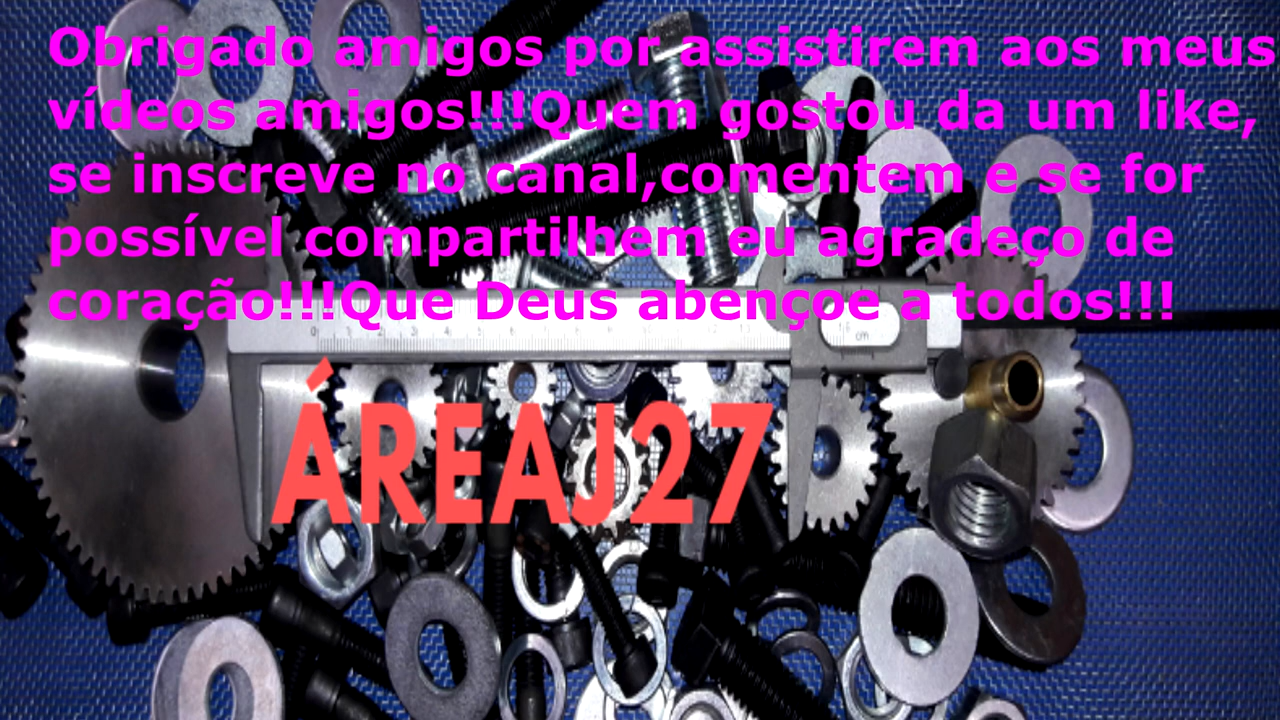 Obrigado amigos por assistirem aos meus
vídeos amigos!!!Quem gostou da um like,
se inscreve no canal,comentem e se for
possível compartilhem eu agradeço de
coração!!!Que Deus abençoe a todos!!!
cm
ÁREAJ27